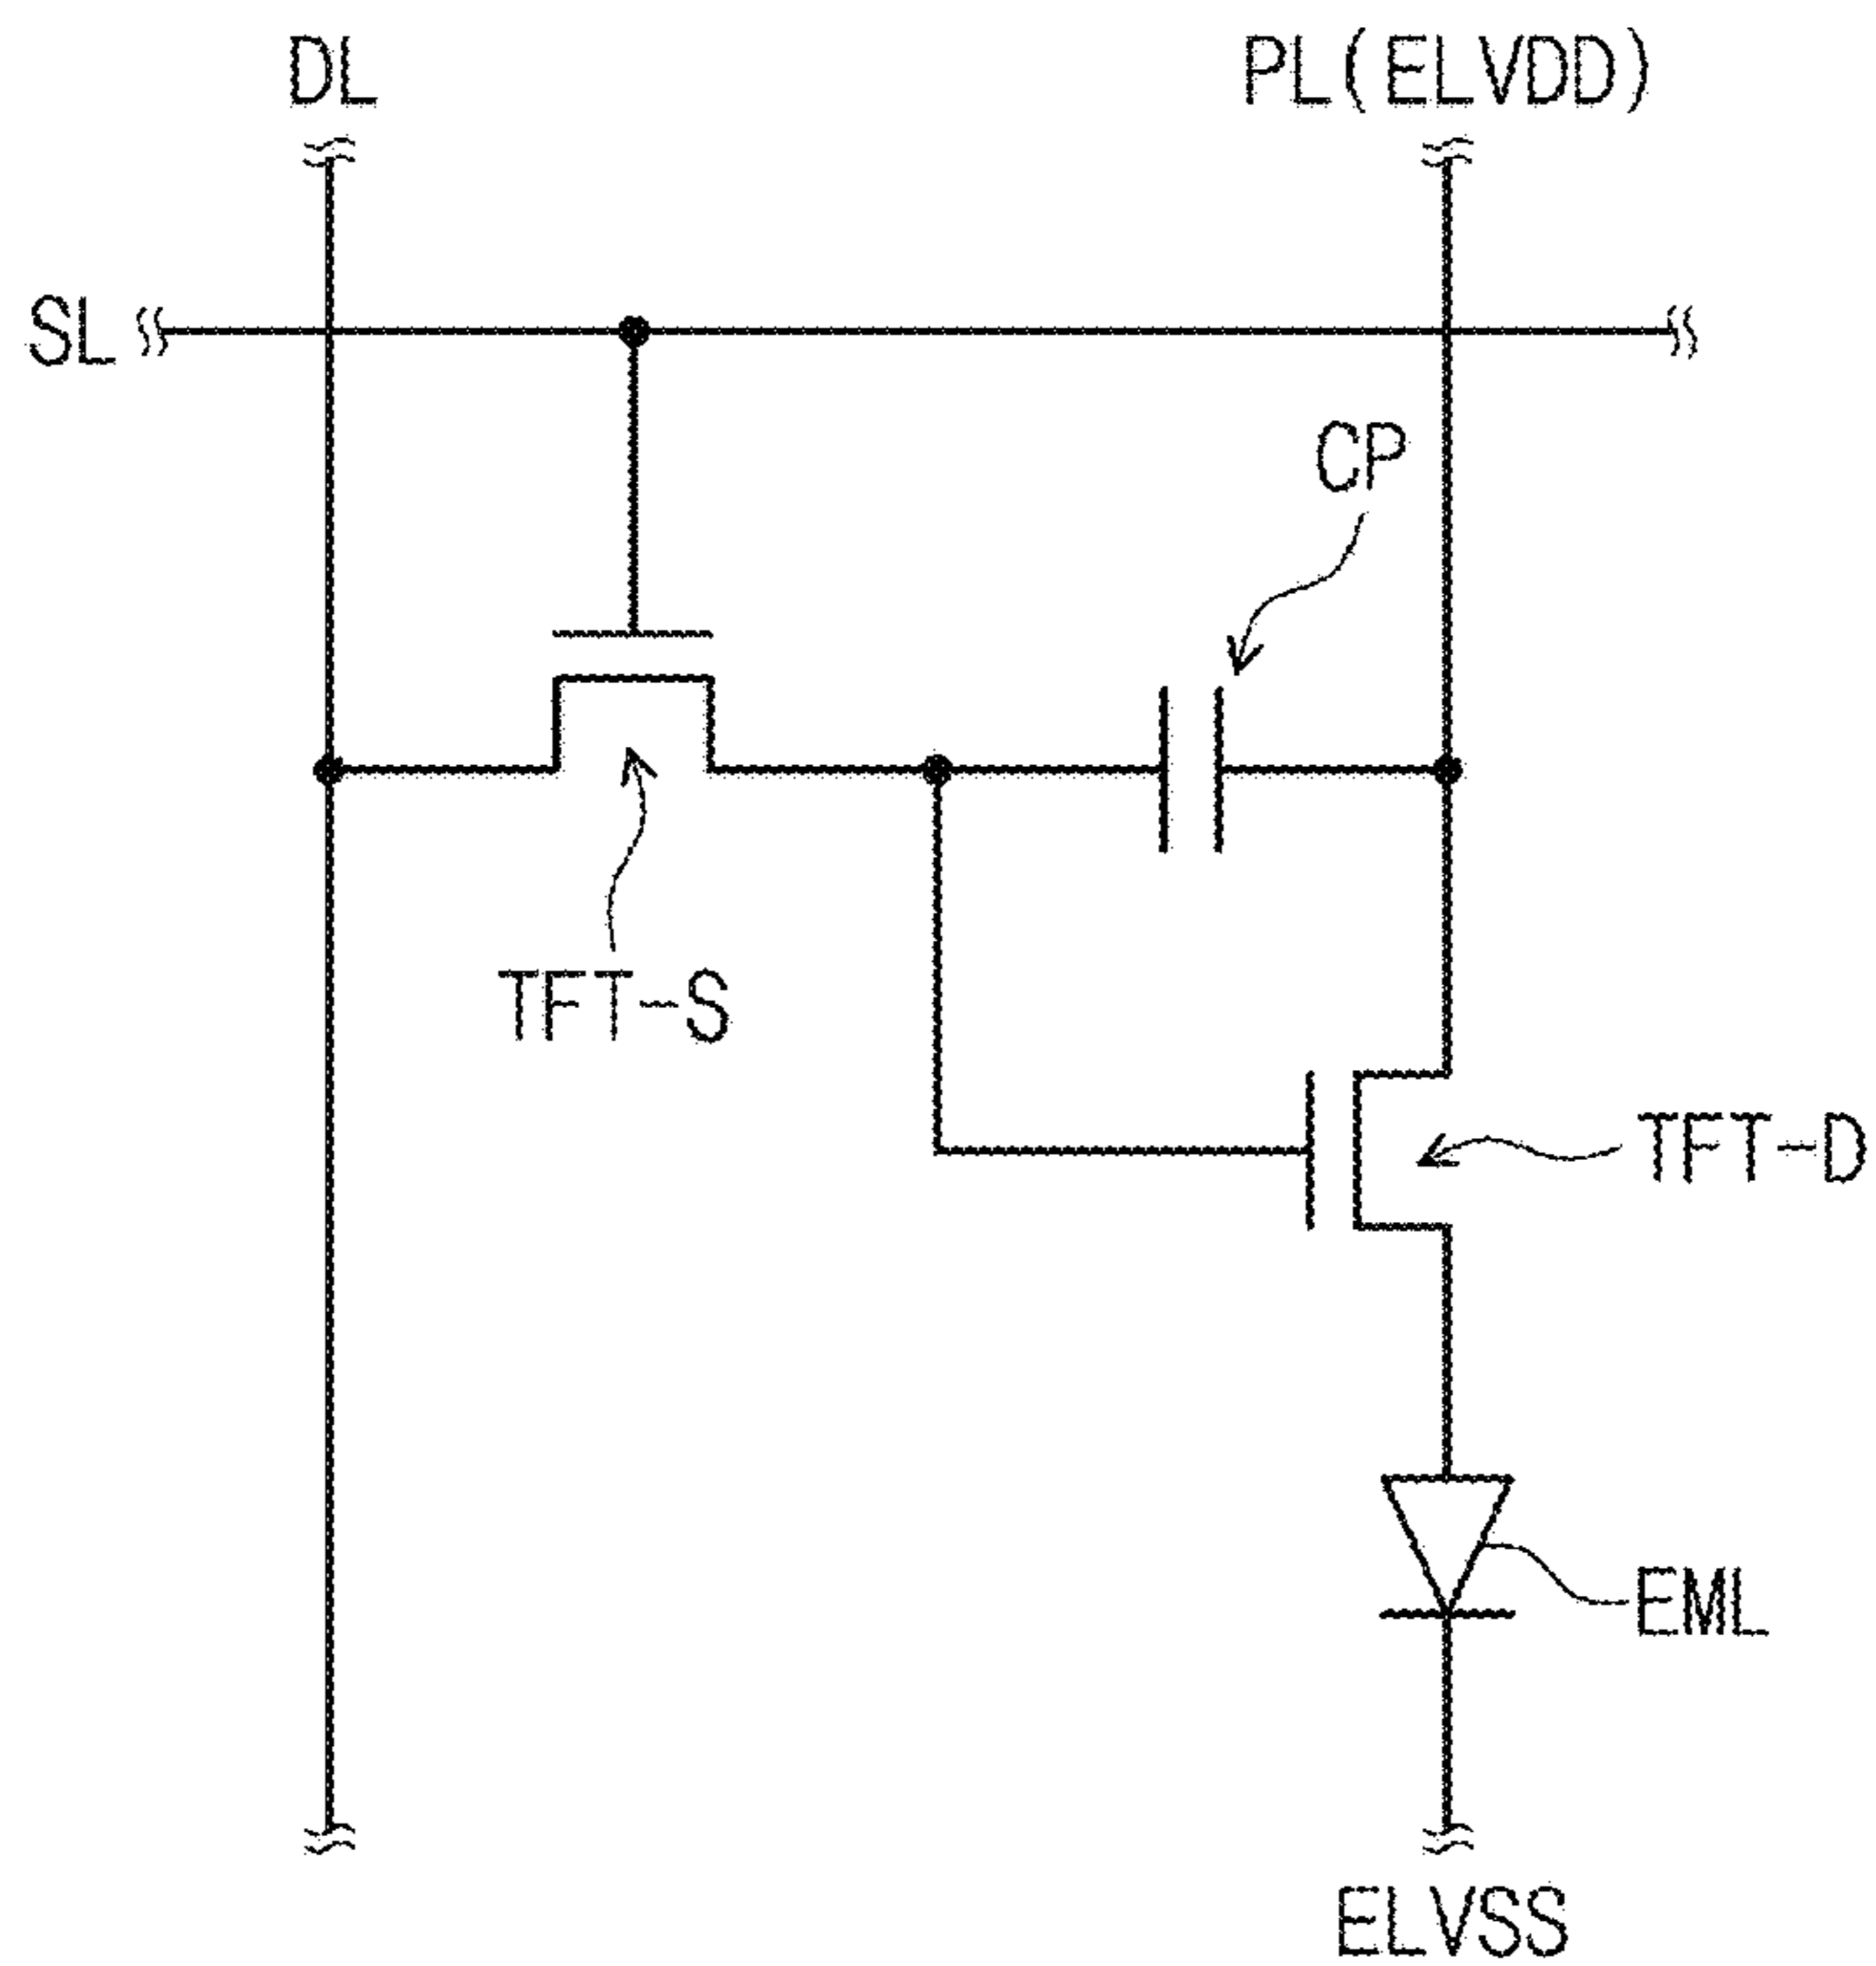 DL
PL(ELVDD)
SL
CP
TFT-S
TFT-D
EML
ELVSS